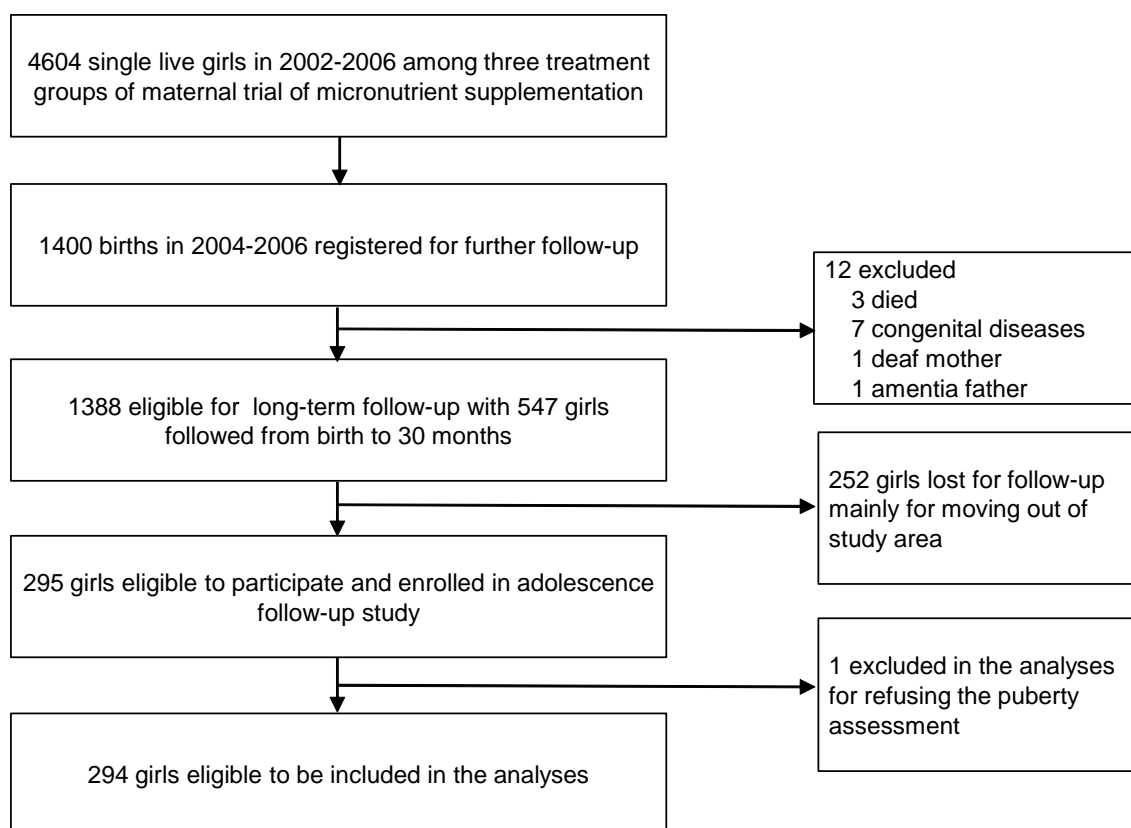 4604 single live girls in 2002-2006 among three treatment
groups of maternal trial of micronutrient supplementation
1400 births in 2004-2006 registered for further follow-up
12 excluded
3 died
7 congenital diseases
1 deaf mother
1 amentia father
1388 eligible for  long-term follow-up with 547 girls
followed from birth to 30 months
252 girls lost for follow-up
mainly for moving out of
study area
295 girls eligible to participate and enrolled in adolescence
follow-up study
1 excluded in the analyses
for refusing the puberty
assessment
294 girls eligible to be included in the analyses